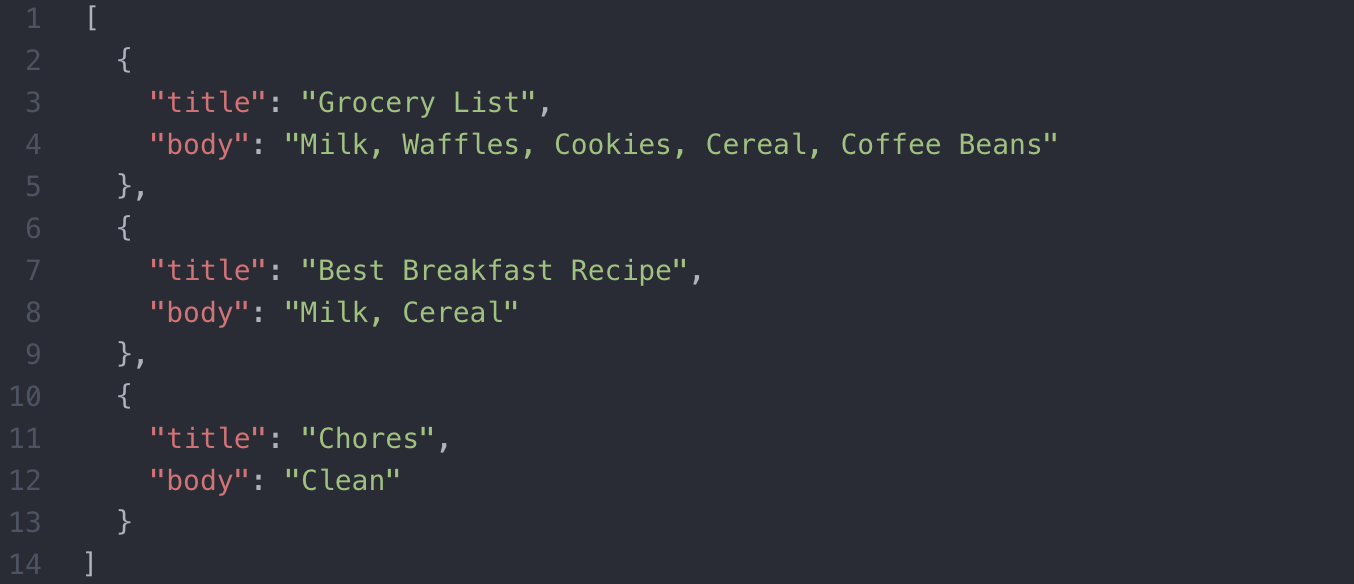 1 [
2 {
3 "title": "Grocery List",
4 "body": "Milk, Waffles, Cookies, Cereal, Coffee Beans"
5 },
6 {
7 "title": "Best Breakfast Recipe",
8 "body": "Milk, Cereal"
9 },
10 {
11 "title": "Chores",
12 "body": "Clean"
13 }
14 ]